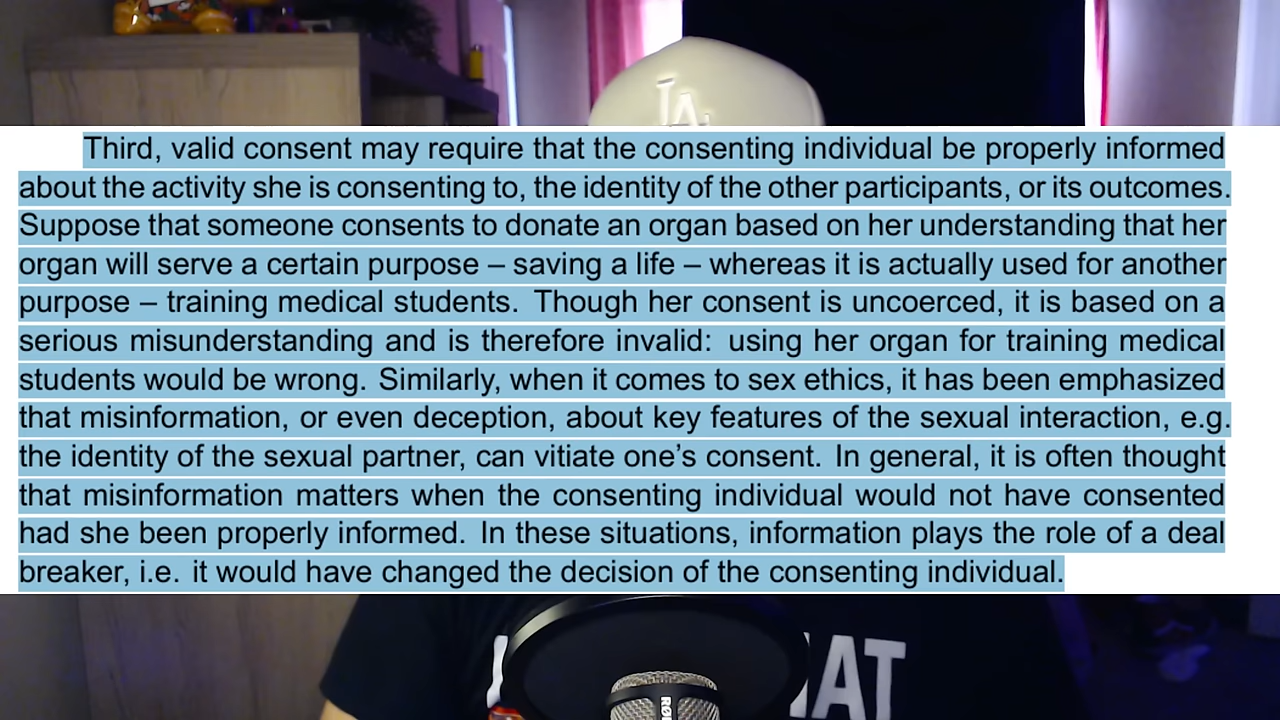 LA
Third, valid consent may require that the consenting individual be properly informed
about the activity she is consenting to, the identity of the other participants, or its outcomes.
Suppose that someone consents to donate an organ based on her understanding that her
organ will serve a certain purpose – saving a life – whereas it is actually used for another
purpose – training medical students. Though her consent is uncoerced, it is based on a
serious misunderstanding and is therefore invalid: using her organ for training medical
students would be wrong. Similarly, when it comes to sex ethics, it has been emphasized
that misinformation, or even deception, about key features of the sexual interaction, e.g.
the identity of the sexual partner, can vitiate one’s consent. In general, it is often thought
that misinformation matters when the consenting individual would not have consented
had she been properly informed. In these situations, information plays the role of a deal
breaker, i.e. it would have changed the decision of the consenting individual.